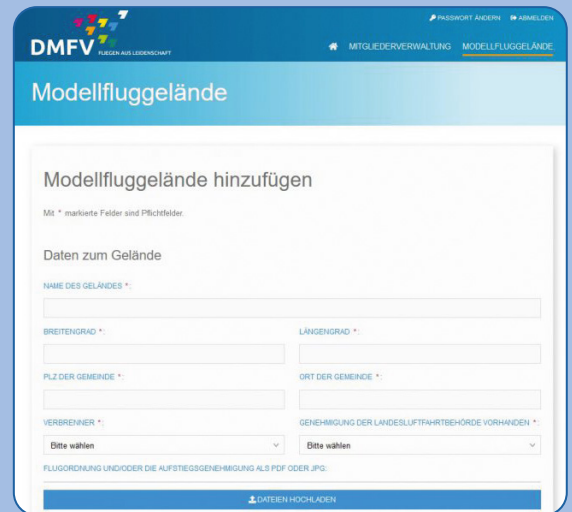 PASSWORT ÄNDERN ABMELDEN
DMFV FLIEGEN AUS LEIDENSCHAFT
MITGLIEDERVERWALTUNG MODELLFLUGGELÄNDE
Modellfluggelände
Modellfluggelände hinzufügen
Mit * markierte Felder sind Pflichtfelder.
Daten zum Gelände
NAME DES GELÄNDES *:
BREITENGRAD *: LÄNGENGRAD *:
PLZ DER GEMEINDE *: ORT DER GEMEINDE *:
VERBRENNER *: GENEHMIGUNG DER LANDESLUFTFAHRTBEHÖRDE VORHANDEN *:
Bitte wählen Bitte wählen
FLUGORDNUNG UND/ODER DIE AUFSTIEGSGENEHMIGUNG ALS PDF ODER JPG:
DATEIEN HOCHLADEN